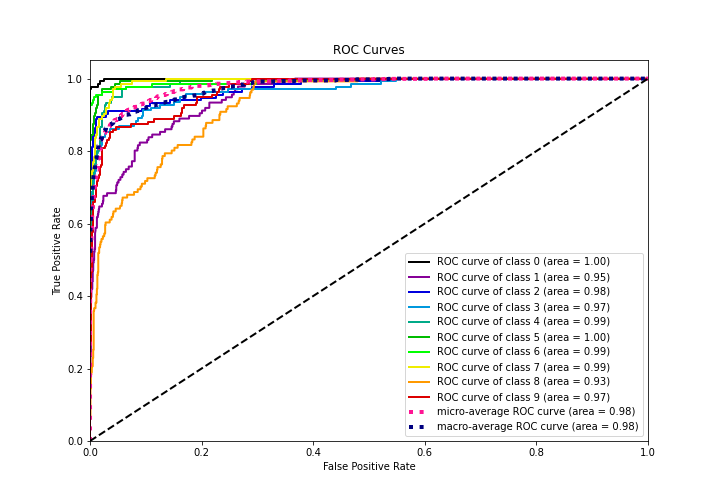 ROC Curves
True Positive Rate
1.0
0.8
0.6
0.4
0.2
0.0
0.0 0.2 0.4 0.6 0.8 1.0
False Positive Rate
ROC curve of class 0 (area = 1.00)
ROC curve of class 1 (area = 0.95)
ROC curve of class 2 (area = 0.98)
ROC curve of class 3 (area = 0.97)
ROC curve of class 4 (area = 0.99)
ROC curve of class 5 (area = 1.00)
ROC curve of class 6 (area = 0.99)
ROC curve of class 7 (area = 0.99)
ROC curve of class 8 (area = 0.93)
ROC curve of class 9 (area = 0.97)
micro-average ROC curve (area = 0.98)
macro-average ROC curve (area = 0.98)